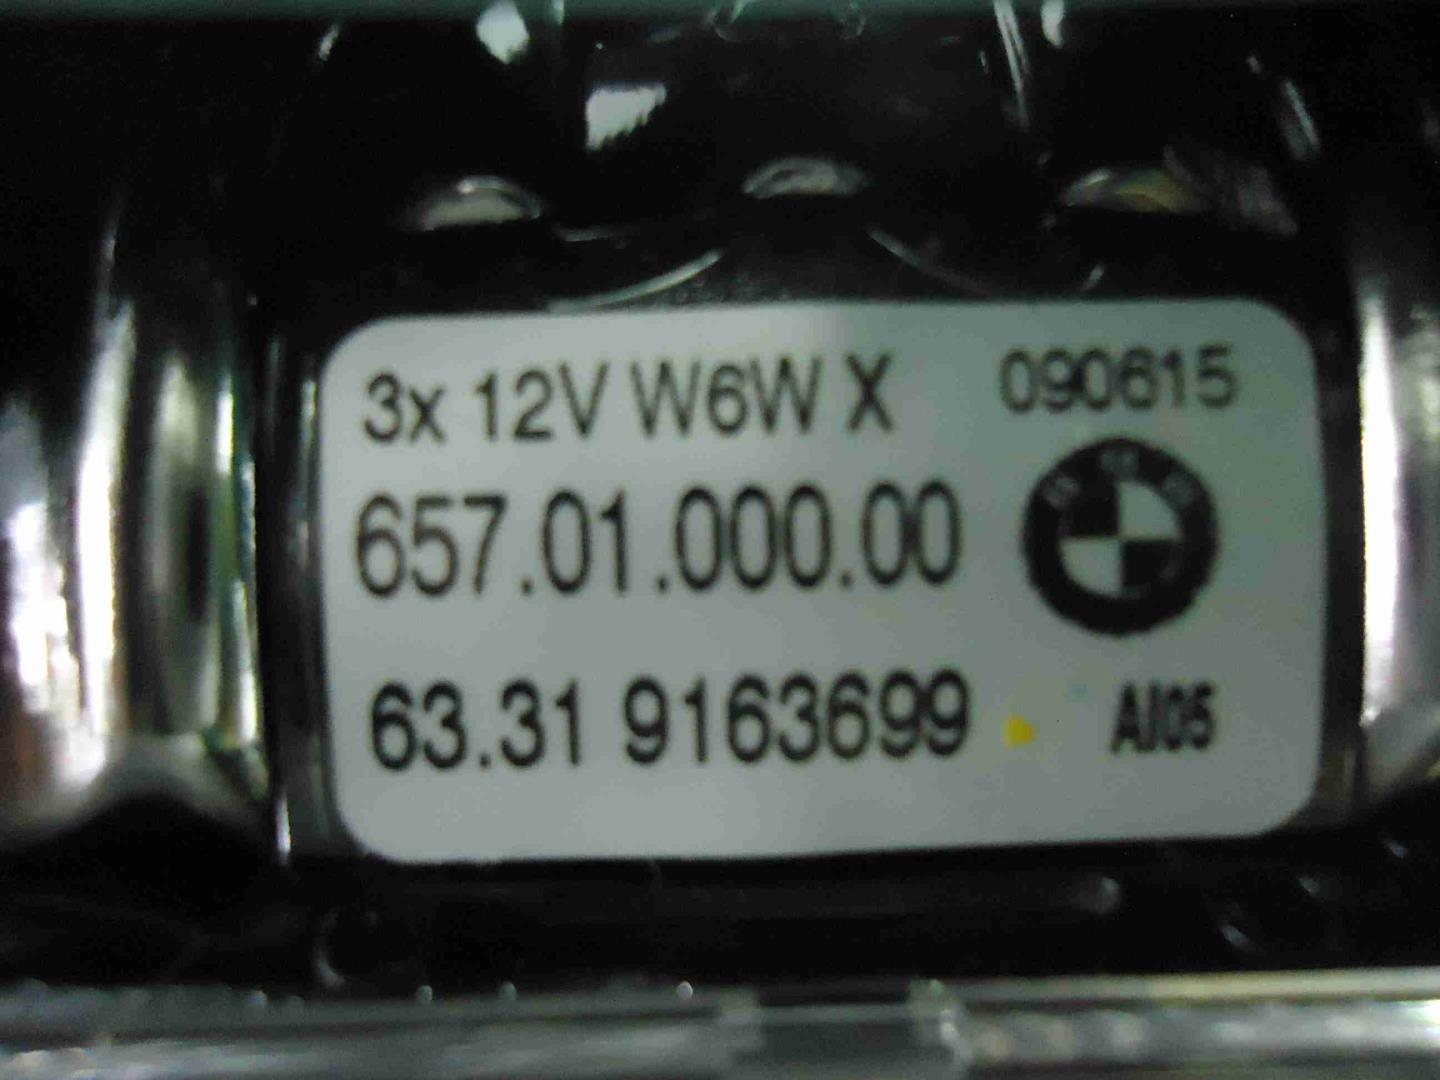 3x 12V W6W X 090615
657.01.000.00
63.31 9163699 AI05